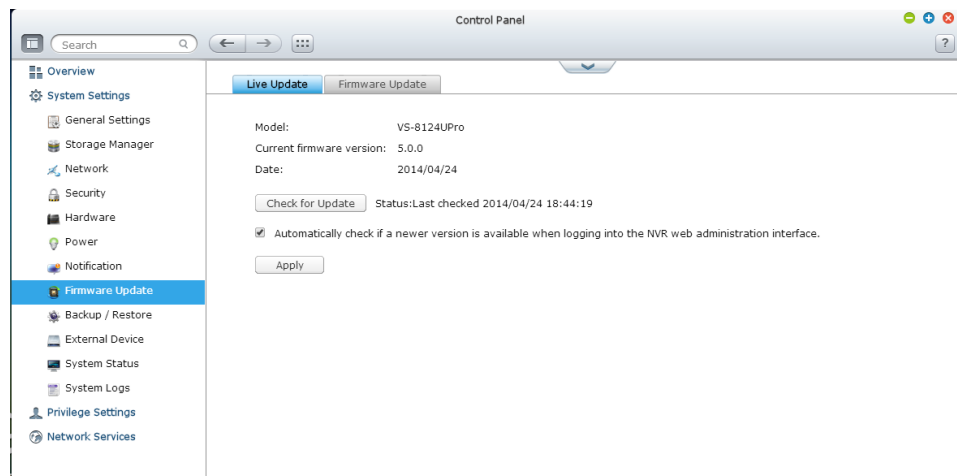 Control Panel
Search
?
Overview
System Settings
General Settings
Storage Manager
Network
Security
Hardware
Power
Notification
Firmware Update
Backup / Restore
External Device
System Status
System Logs
Privilege Settings
Network Services
Live Update
Firmware Update
Model: VS-8124UPro
Current firmware version: 5.0.0
Date: 2014/04/24
Check for Update Status:Last checked 2014/04/24 18:44:19
Automatically check if a newer version is available when logging into the NVR web administration interface.
Apply